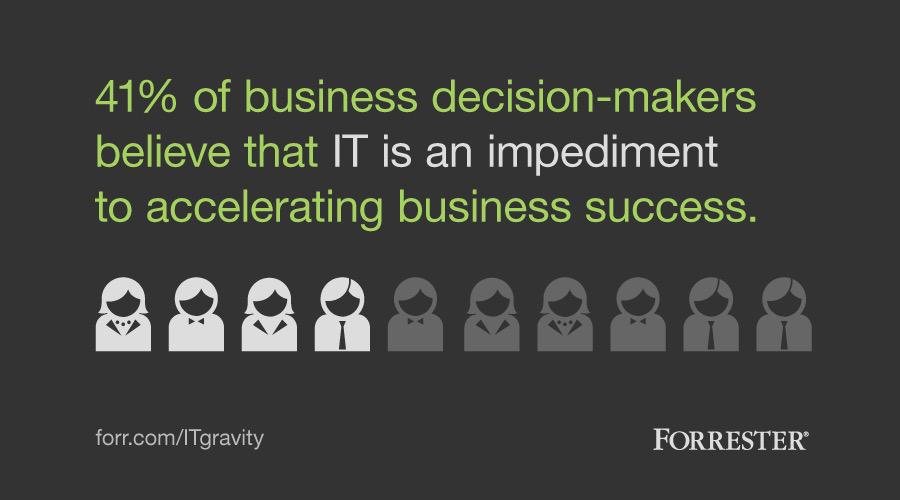 41% of business decision-makers
believe that IT is an impediment
to accelerating business success.
forr.com/ITgravity
FORRESTER®